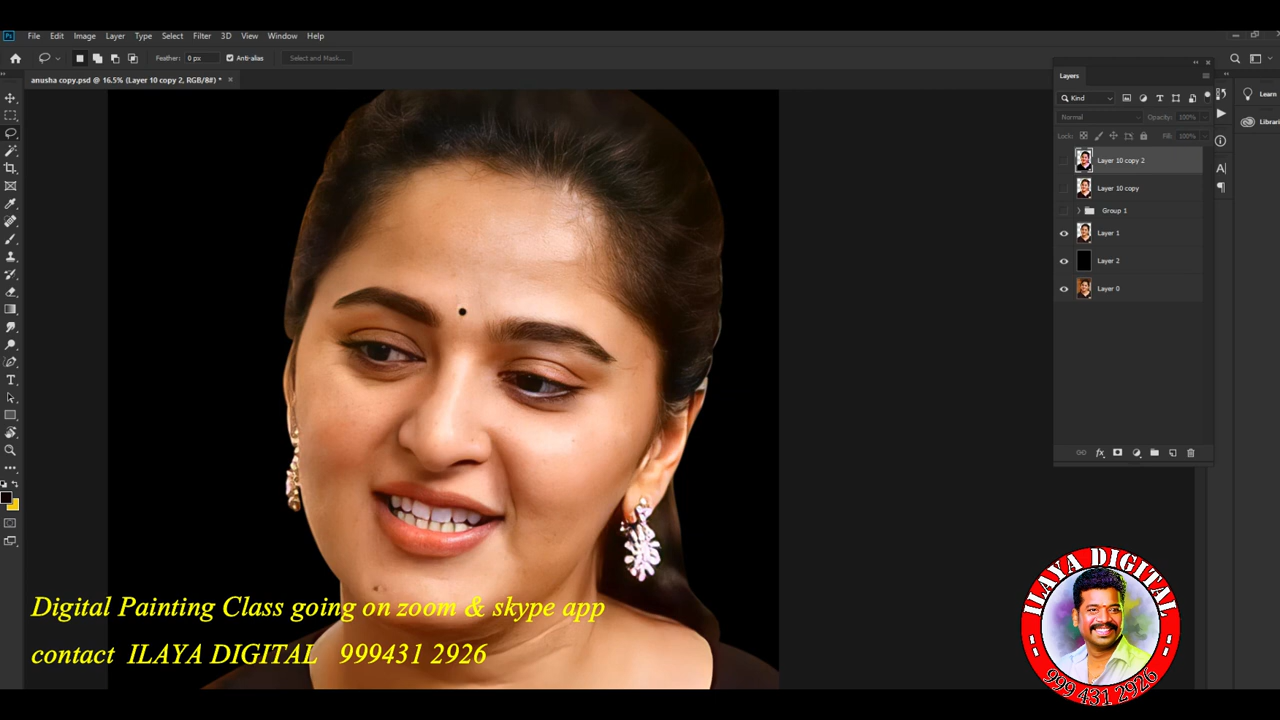 Ps File Edit Image Layer Type Select Filter 3D View Window Help
Feather: 0 px Anti-alias Select and Mask...
anusha copy.psd @ 16.5% (Layer 10 copy 2, RGB/8#) * ×
Layers
Kind
Normal Opacity: 100%
Lock: Fill: 100%
Layer 10 copy 2
Layer 10 copy
Group 1
Layer 1
Layer 2
Layer 0
Learn
Librari
Digital Painting Class going on zoom & skype app
contact ILAYA DIGITAL 999431 2926
ILAYA DIGITAL
999 431 2926